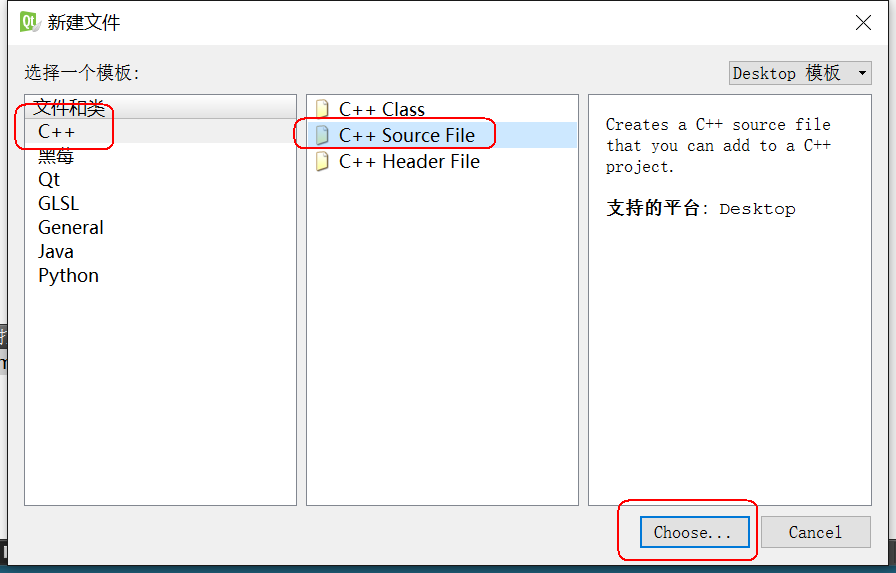 新建文件
选择一个模板:
Desktop 模板
文件和类
C++
黑莓
Qt
GLSL
General
Java
Python
C++ Class
C++ Source File
C++ Header File
Creates a C++ source file
that you can add to a C++
project.
支持的平台: Desktop
Choose...
Cancel